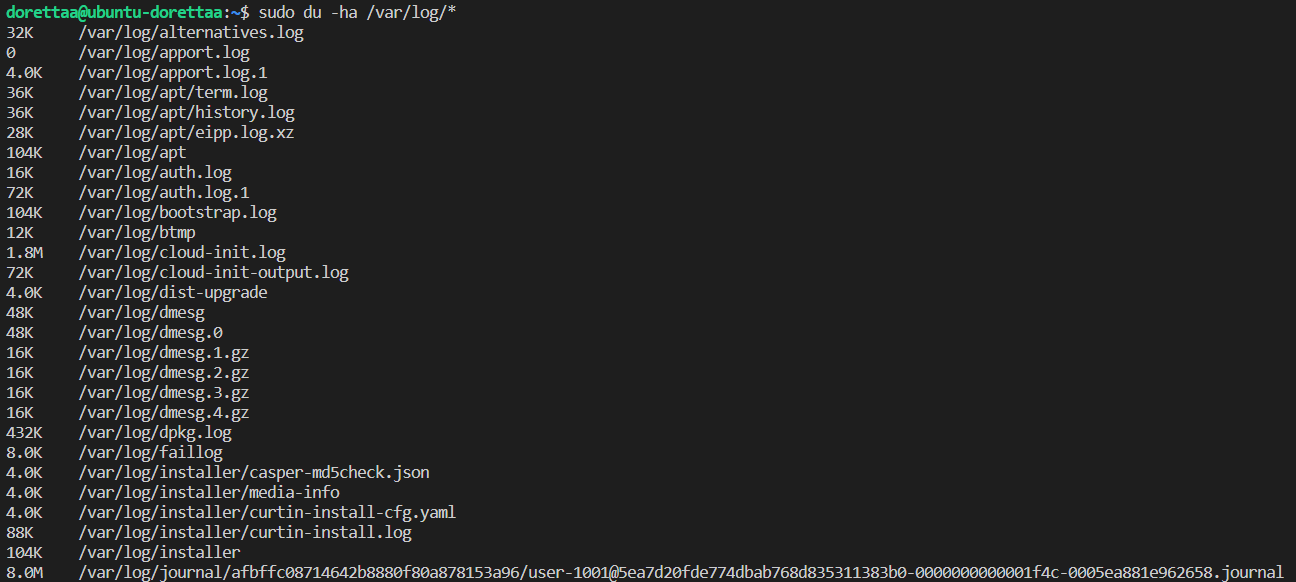 dorettaa@ubuntu-dorettaa:~$ sudo du -ha /var/log/*
32K /var/log/alternatives.log
0 /var/log/apport.log
4.0K /var/log/apport.log.1
36K /var/log/apt/term.log
36K /var/log/apt/history.log
28K /var/log/apt/eipp.log.xz
104K /var/log/apt
16K /var/log/auth.log
72K /var/log/auth.log.1
104K /var/log/bootstrap.log
12K /var/log/btmp
1.8M /var/log/cloud-init.log
72K /var/log/cloud-init-output.log
4.0K /var/log/dist-upgrade
48K /var/log/dmesg
48K /var/log/dmesg.0
16K /var/log/dmesg.1.gz
16K /var/log/dmesg.2.gz
16K /var/log/dmesg.3.gz
16K /var/log/dmesg.4.gz
432K /var/log/dpkg.log
8.0K /var/log/faillog
4.0K /var/log/installer/casper-md5check.json
4.0K /var/log/installer/media-info
4.0K /var/log/installer/curtin-install-cfg.yaml
88K /var/log/installer/curtin-install.log
104K /var/log/installer
8.0M /var/log/journal/afbffc08714642b8880f80a878153a96/user-1001@5ea7d20fde774dbab768d835311383b0-0000000000001f4c-0005ea881e962658.journal